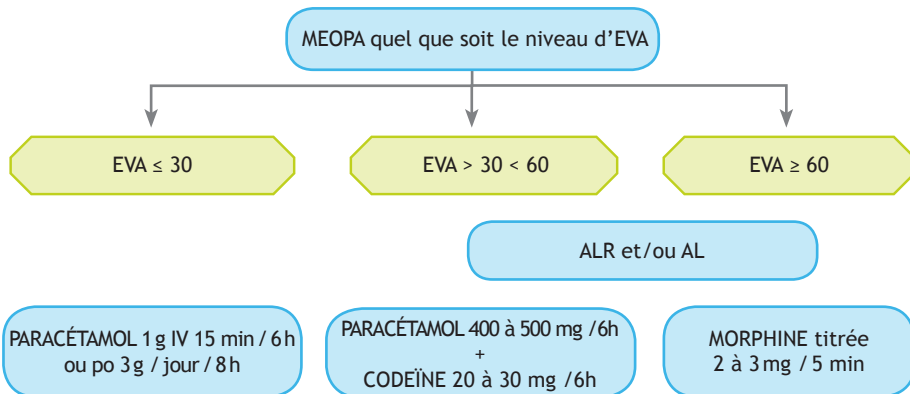 MEOPA quel que soit le niveau d’EVA
EVA ≤ 30
EVA > 30 < 60
EVA ≥ 60
ALR et/ou AL
PARACÉTAMOL 1 g IV 15 min / 6 h
ou po 3 g / jour / 8 h
PARACÉTAMOL 400 à 500 mg /6h
+
CODEÏNE 20 à 30 mg /6h
MORPHINE titrée
2 à 3 mg / 5 min